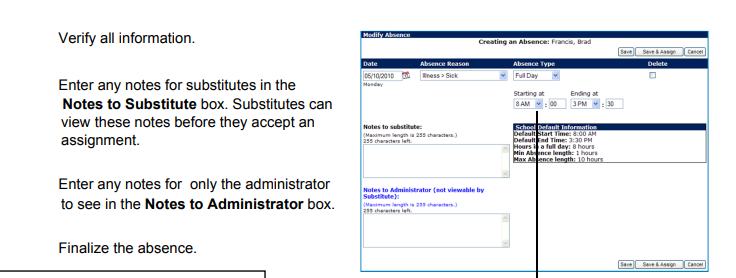 Verify all information.
Enter any notes for substitutes in the
Notes to Substitute box. Substitutes can
view these notes before they accept an
assignment.
Enter any notes for only the administrator
to see in the Notes to Administrator box.
Finalize the absence.
Modify Absence
Creating an Absence: Francis, Brad
Save Save & Assign Cancel
Date Absence Reason Absence Type Delete
05/10/2010 Illness > Sick Full Day
Monday
Starting at Ending at
8 AM : 00 3 PM : 30
Notes to substitute:
(Maximum length is 255 characters.)
255 characters left.
School Default Information
Default Start Time: 8:00 AM
Default End Time: 3:30 PM
Hours in a full day: 8 hours
Min Absence length: 1 hours
Max Absence length: 10 hours
Notes to Administrator (not viewable by
Substitute):
(Maximum length is 255 characters.)
255 characters left.
Save Save & Assign Cancel